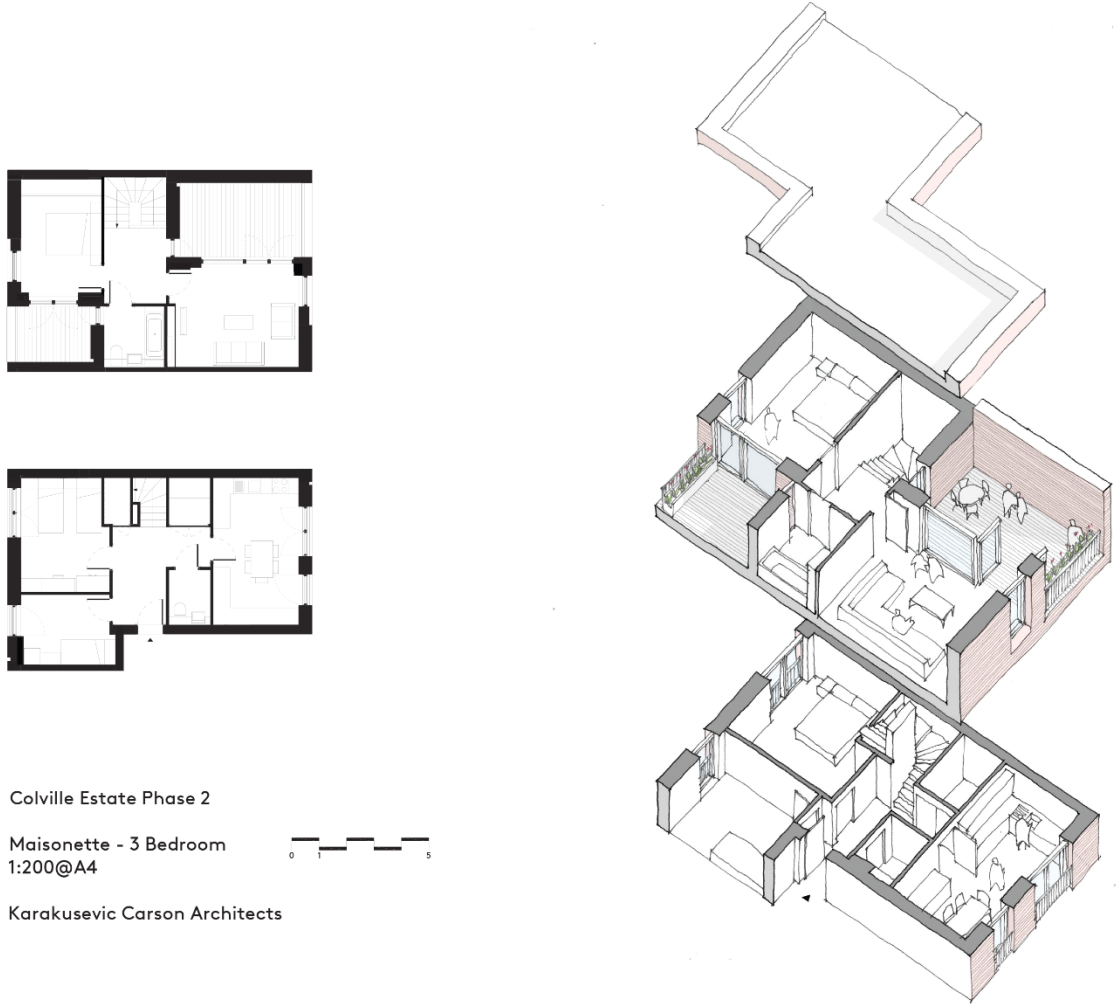 Colville Estate Phase 2
Maisonette - 3 Bedroom
1:200@A4
0 1 5
Karakusevic Carson Architects